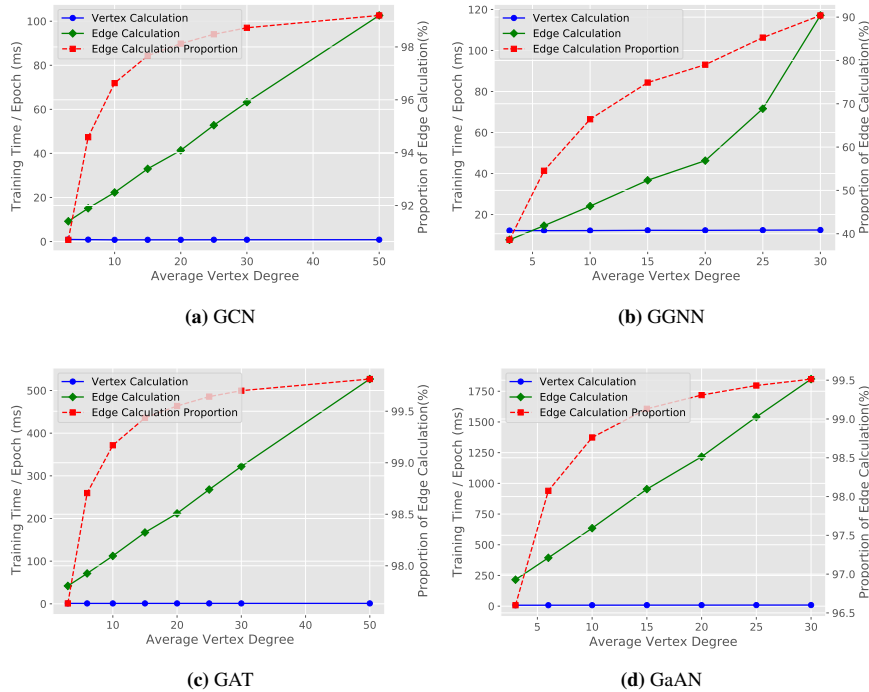 Vertex Calculation
Edge Calculation
Edge Calculation Proportion
Training Time / Epoch (ms)
0
20
40
60
80
100
10
20
30
40
50
Average Vertex Degree
92
94
96
98
Proportion of Edge Calculation(%)
(a) GCN
Vertex Calculation
Edge Calculation
Edge Calculation Proportion
Training Time / Epoch (ms)
20
40
60
80
100
120
5
10
15
20
25
30
Average Vertex Degree
40
50
60
70
80
90
Proportion of Edge Calculation(%)
(b) GGNN
Vertex Calculation
Edge Calculation
Edge Calculation Proportion
Training Time / Epoch (ms)
0
100
200
300
400
500
10
20
30
40
50
Average Vertex Degree
98.0
98.5
99.0
99.5
Proportion of Edge Calculation(%)
(c) GAT
Vertex Calculation
Edge Calculation
Edge Calculation Proportion
Training Time / Epoch (ms)
0
250
500
750
1000
1250
1500
1750
5
10
15
20
25
30
Average Vertex Degree
96.5
97.0
97.5
98.0
98.5
99.0
99.5
Proportion of Edge Calculation(%)
(d) GaAN